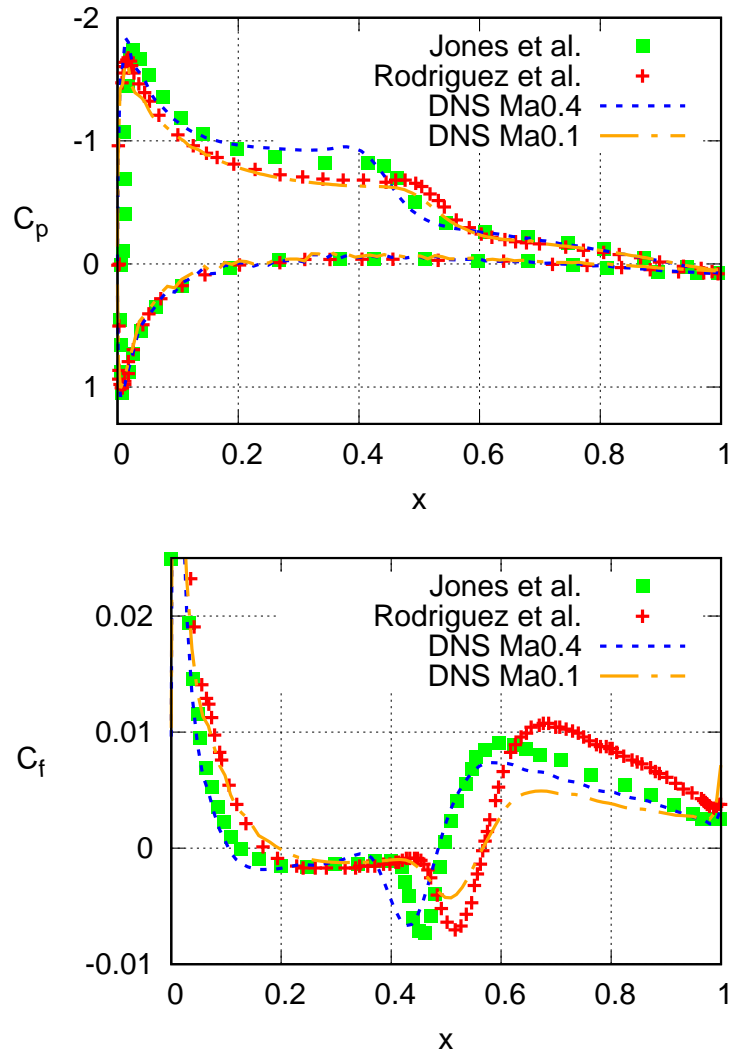 -2
-1
0
1
C_p
Jones et al.
Rodriguez et al.
DNS Ma0.4
DNS Ma0.1
0 0.2 0.4 0.6 0.8 1
x
0.02
0.01
0
-0.01
C_f
Jones et al.
Rodriguez et al.
DNS Ma0.4
DNS Ma0.1
0 0.2 0.4 0.6 0.8 1
x